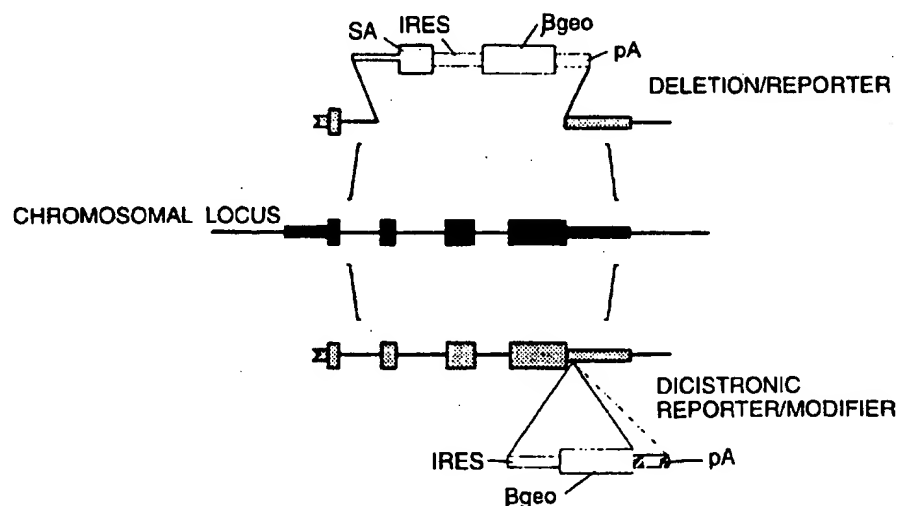 SA
IRES
Bgeo
pA
DELETION/REPORTER
CHROMOSOMAL LOCUS
DICISTRONIC
REPORTER/MODIFIER
IRES
pA
Bgeo